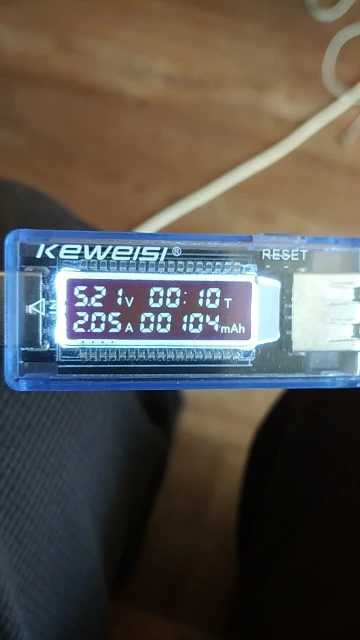 KEWEISI® RESET
5.21V 00:10T
2.05A 00104mAh